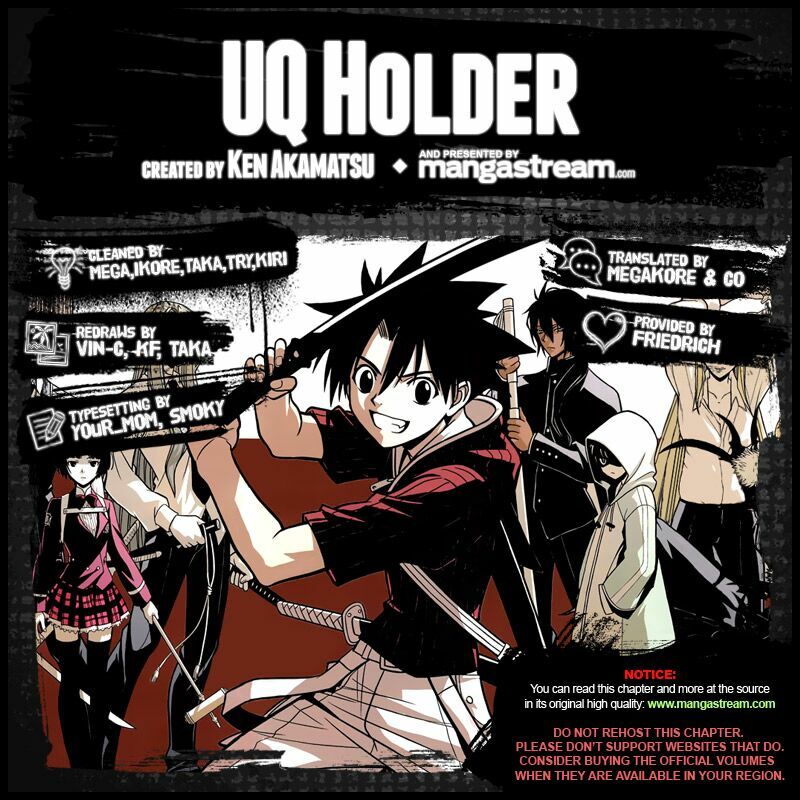 UQ HOLDER
CREATED BY KEN AKAMATSU ◆ AND PRESENTED BY mangastream.com
CLEANED BY
MEGA,IKORE,TAKA,TRY,KIRI
REDRAWS BY
VIN-C, KF, TAKA
TYPESETTING BY
YOUR_MOM, SMOKY
TRANSLATED BY
MEGAKORE & CO
PROVIDED BY
FRIEDRICH
NOTICE:
You can read this chapter and more at the source
in its original high quality: www.mangastream.com
DO NOT REHOST THIS CHAPTER.
PLEASE DON'T SUPPORT WEBSITES THAT DO.
CONSIDER BUYING THE OFFICIAL VOLUMES
WHEN THEY ARE AVAILABLE IN YOUR REGION.